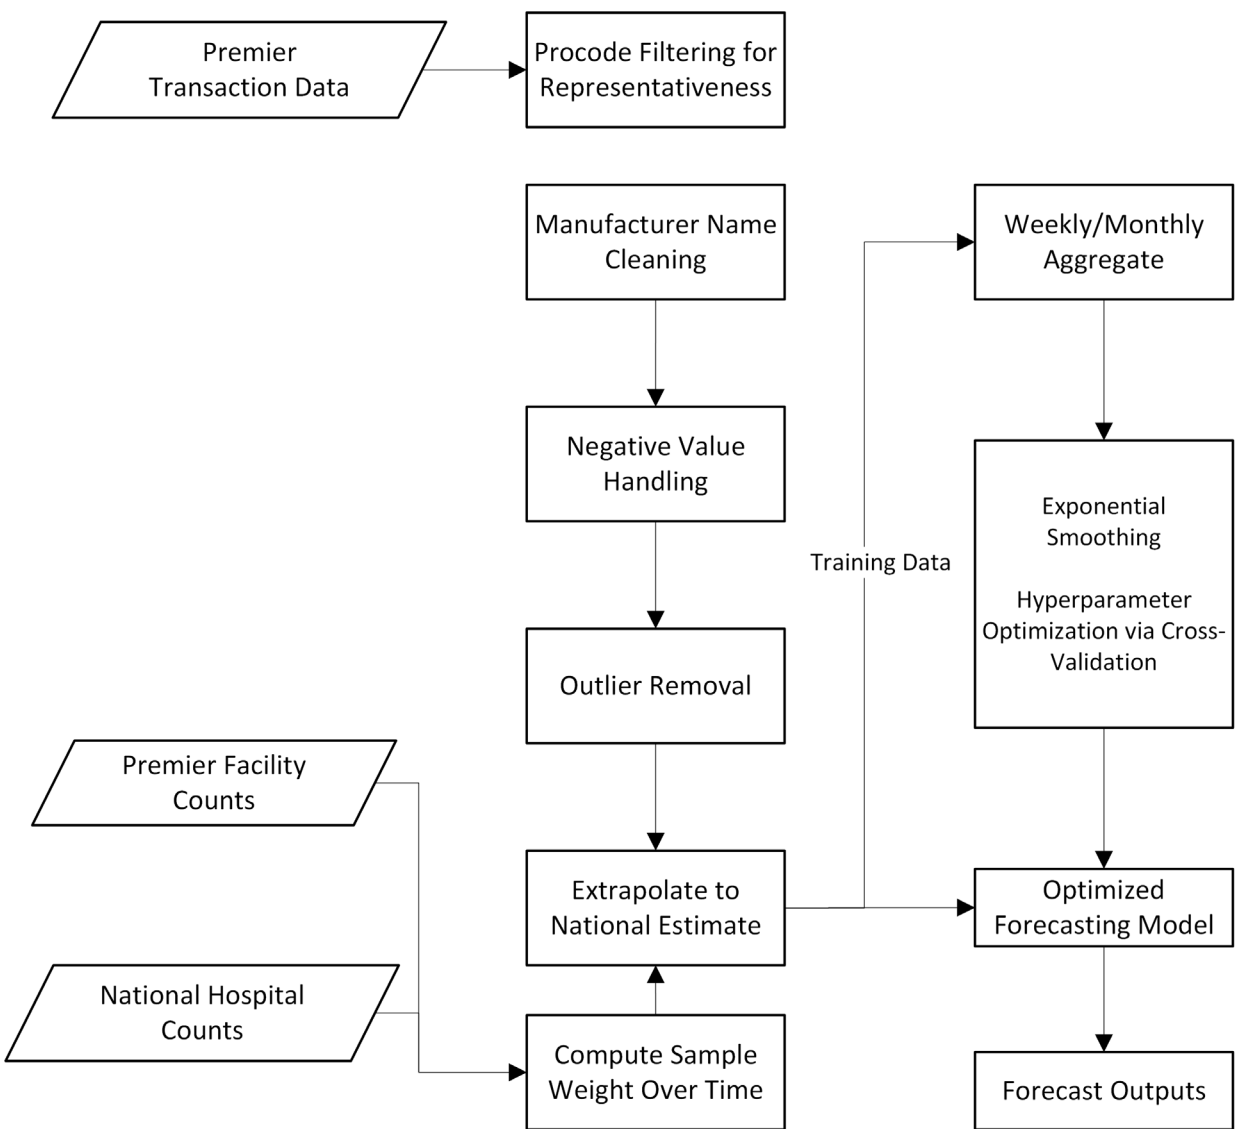 Premier
Transaction Data
Procode Filtering for
Representativeness
Manufacturer Name
Cleaning
Weekly/Monthly
Aggregate
Negative Value
Handling
Exponential
Smoothing
Hyperparameter
Optimization via Cross-
Validation
Training Data
Outlier Removal
Premier Facility
Counts
Extrapolate to
National Estimate
Optimized
Forecasting Model
National Hospital
Counts
Compute Sample
Weight Over Time
Forecast Outputs